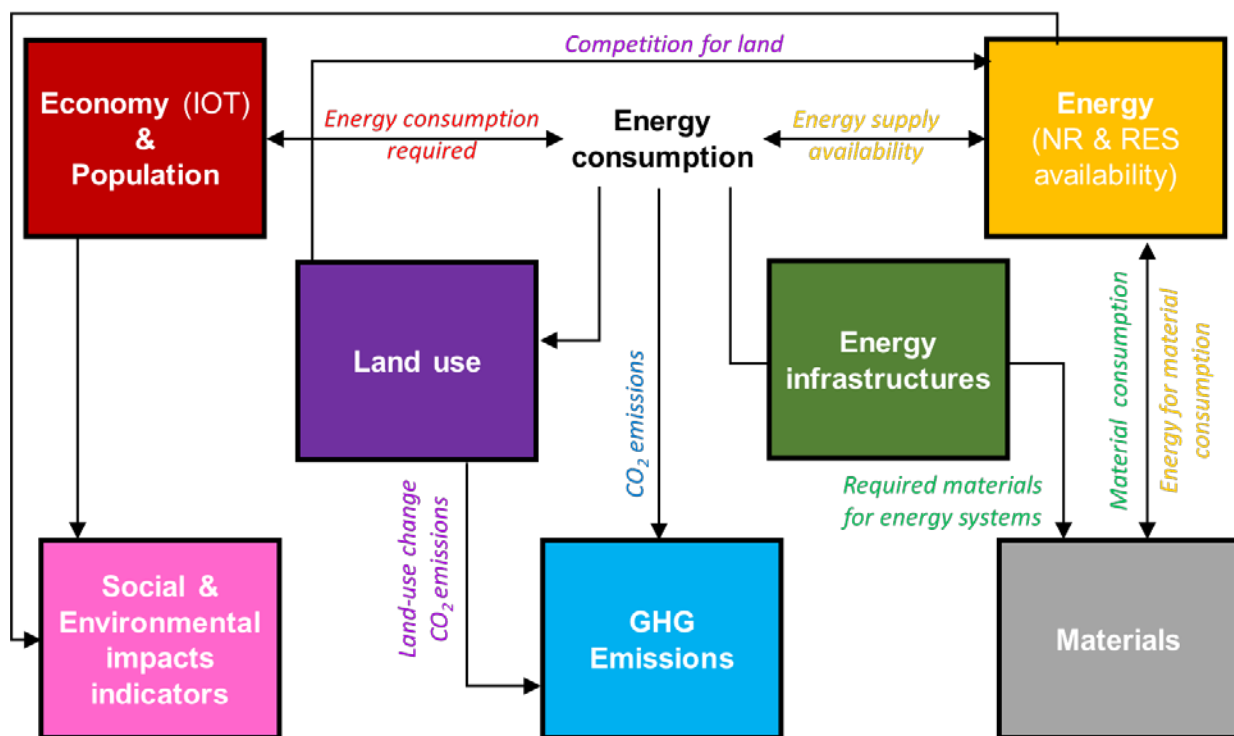 Competition for land
Economy (IOT)
&
Population
Energy consumption
required
Energy
consumption
Energy supply
availability
Energy
(NR & RES
availability)
Land use
Energy
infrastructures
CO₂ emissions
Material consumption
Energy for material
consumption
Required materials
for energy systems
Land-use change
CO₂ emissions
Social &
Environmental
impacts
indicators
GHG
Emissions
Materials